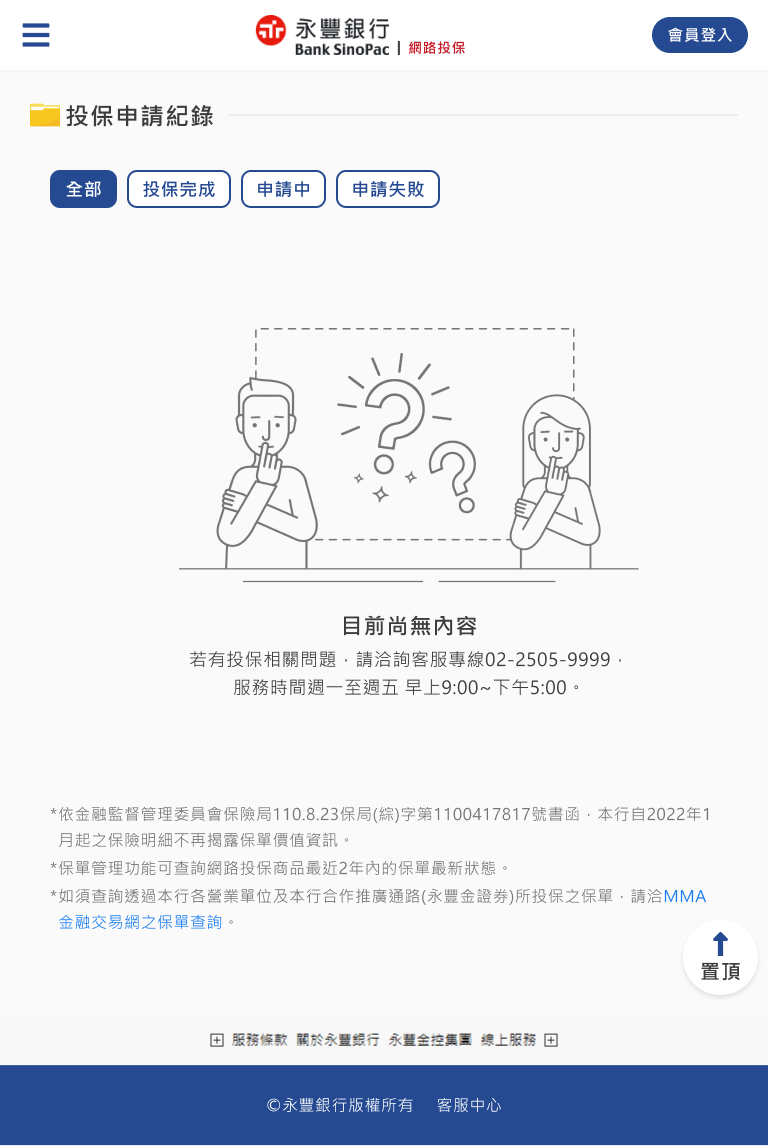 永豐銀行
Bank SinoPac | 網路投保
會員登入
投保申請紀錄
全部 投保完成 申請中 申請失敗
目前尚無內容
若有投保相關問題，請洽詢客服專線02-2505-9999，
服務時間週一至週五 早上9:00~下午5:00。
*依金融監督管理委員會保險局110.8.23保局(綜)字第1100417817號書函，本行自2022年1
月起之保險明細不再揭露保單價值資訊。
*保單管理功能可查詢網路投保商品最近2年內的保單最新狀態。
*如須查詢透過本行各營業單位及本行合作推廣通路(永豐金證券)所投保之保單，請洽MMA
金融交易網之保單查詢。
置頂
服務條款 關於永豐銀行 永豐金控集團 線上服務
©永豐銀行版權所有 客服中心